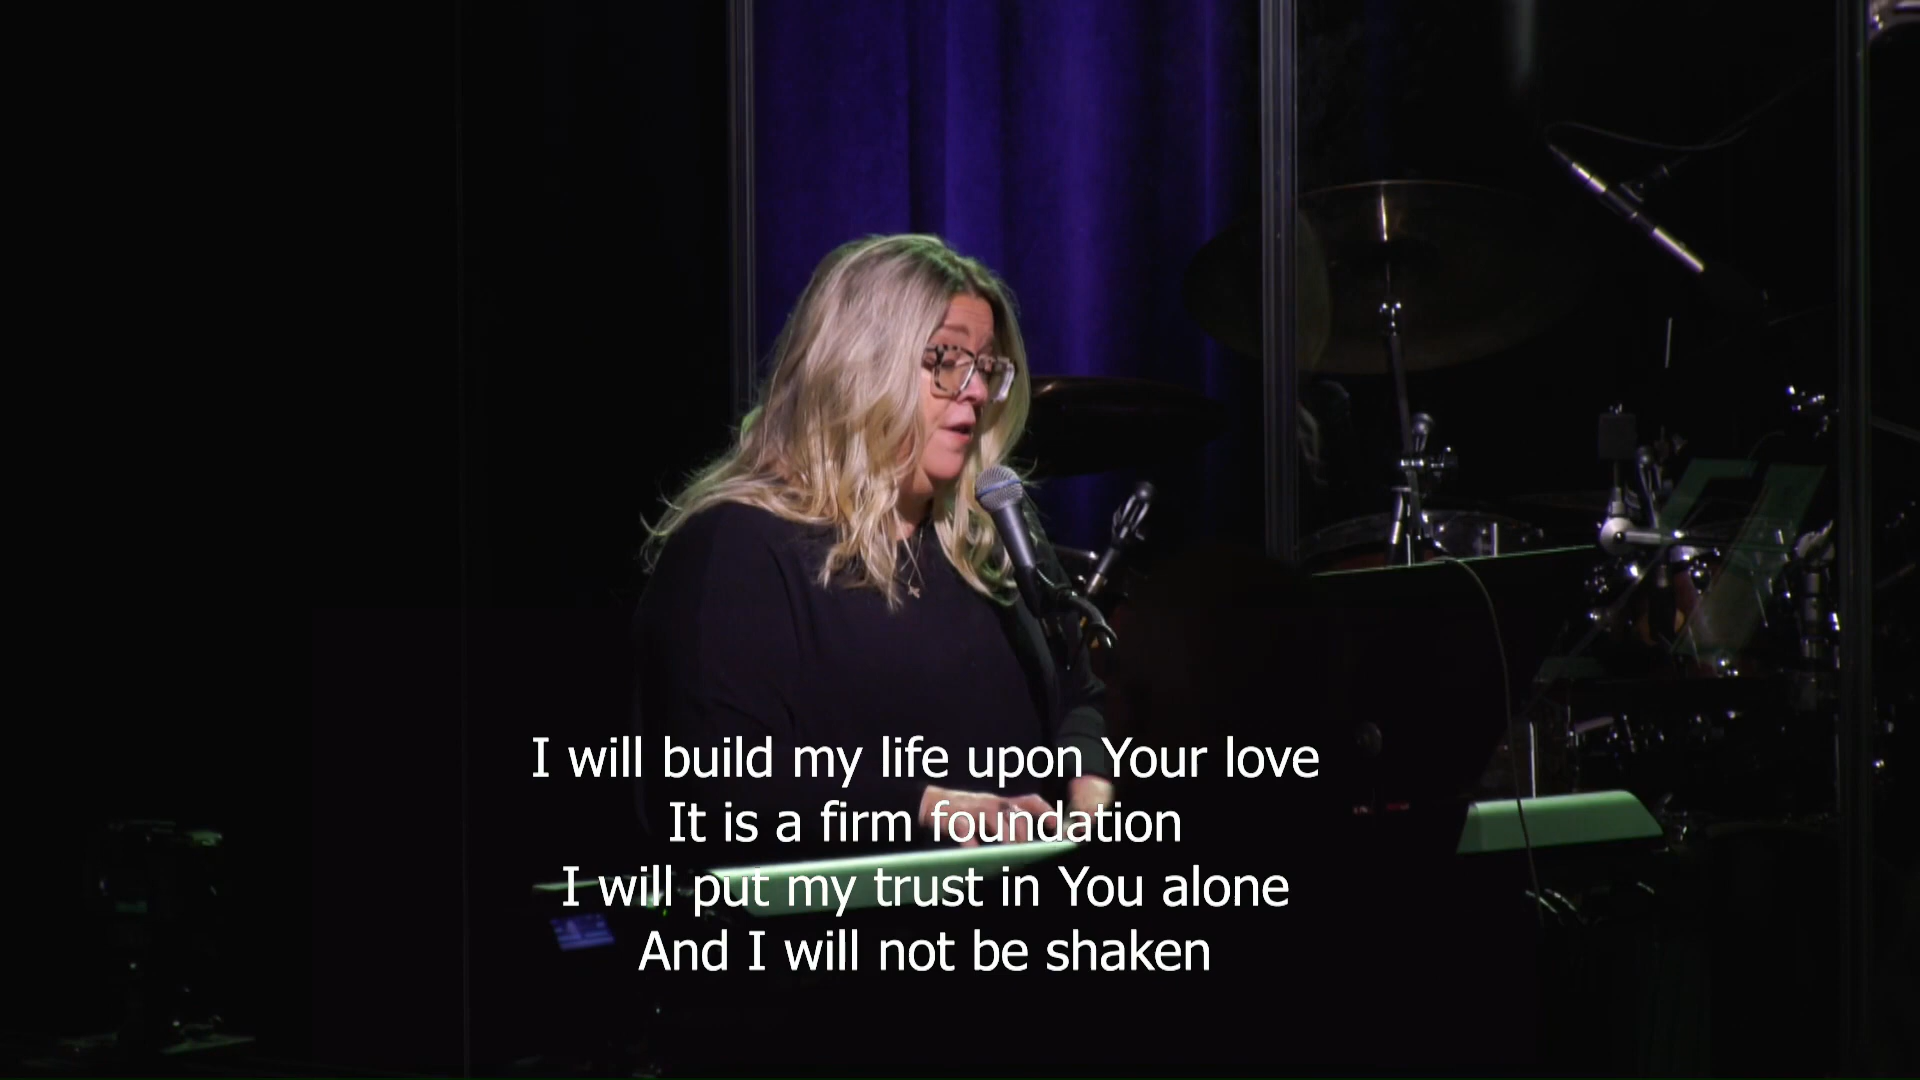 I will build my life upon Your love
It is a firm foundation
I will put my trust in You alone
And I will not be shaken